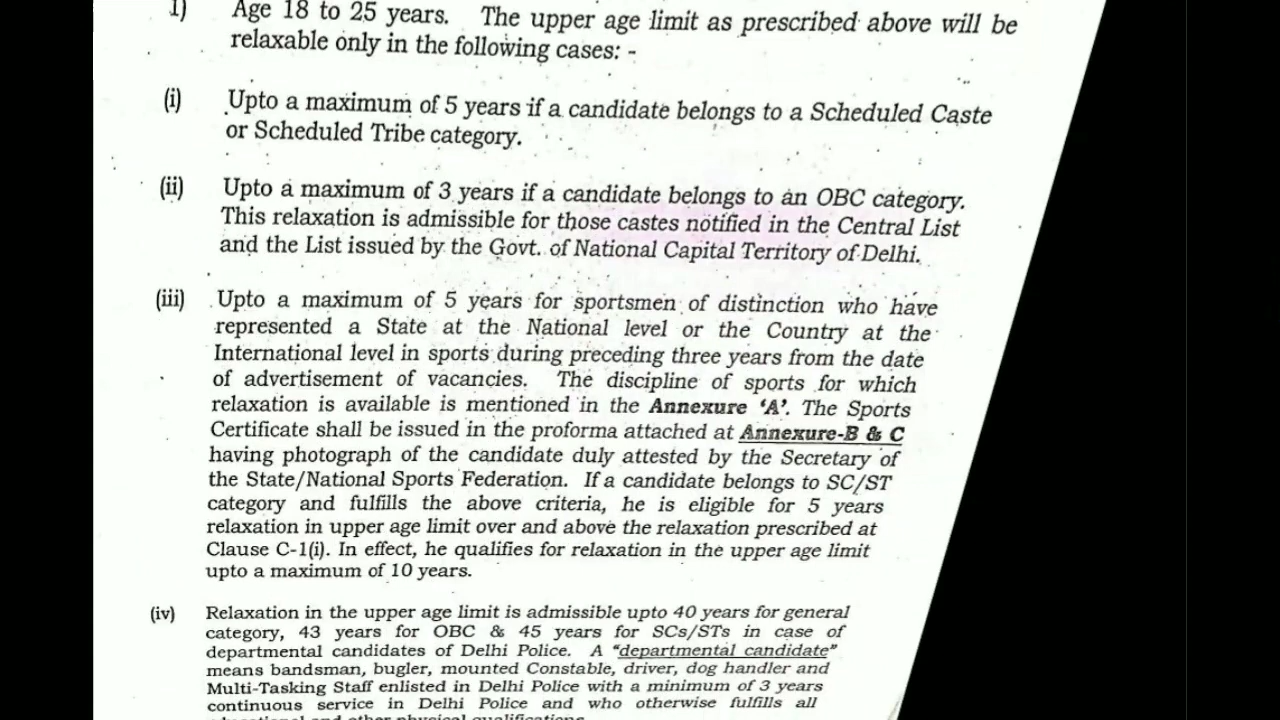 1) Age 18 to 25 years. The upper age limit as prescribed above will be
relaxable only in the following cases: -
(i) Upto a maximum of 5 years if a candidate belongs to a Scheduled Caste
or Scheduled Tribe category.
(ii) Upto a maximum of 3 years if a candidate belongs to an OBC category.
This relaxation is admissible for those castes notified in the Central List
and the List issued by the Govt. of National Capital Territory of Delhi.
(iii) Upto a maximum of 5 years for sportsmen of distinction who have
represented a State at the National level or the Country at the
International level in sports during preceding three years from the date
of advertisement of vacancies. The discipline of sports for which
relaxation is available is mentioned in the Annexure 'A'. The Sports
Certificate shall be issued in the proforma attached at Annexure-B & C
having photograph of the candidate duly attested by the Secretary of
the State/National Sports Federation. If a candidate belongs to SC/ST
category and fulfills the above criteria, he is eligible for 5 years
relaxation in upper age limit over and above the relaxation prescribed at
Clause C-1(i). In effect, he qualifies for relaxation in the upper age limit
upto a maximum of 10 years.
(iv) Relaxation in the upper age limit is admissible upto 40 years for general
category, 43 years for OBC & 45 years for SCs/STs in case of
departmental candidates of Delhi Police. A "departmental candidate"
means bandsman, bugler, mounted Constable, driver, dog handler and
Multi-Tasking Staff enlisted in Delhi Police with a minimum of 3 years
continuous service in Delhi Police and who otherwise fulfills all
educational and other physical qualifications